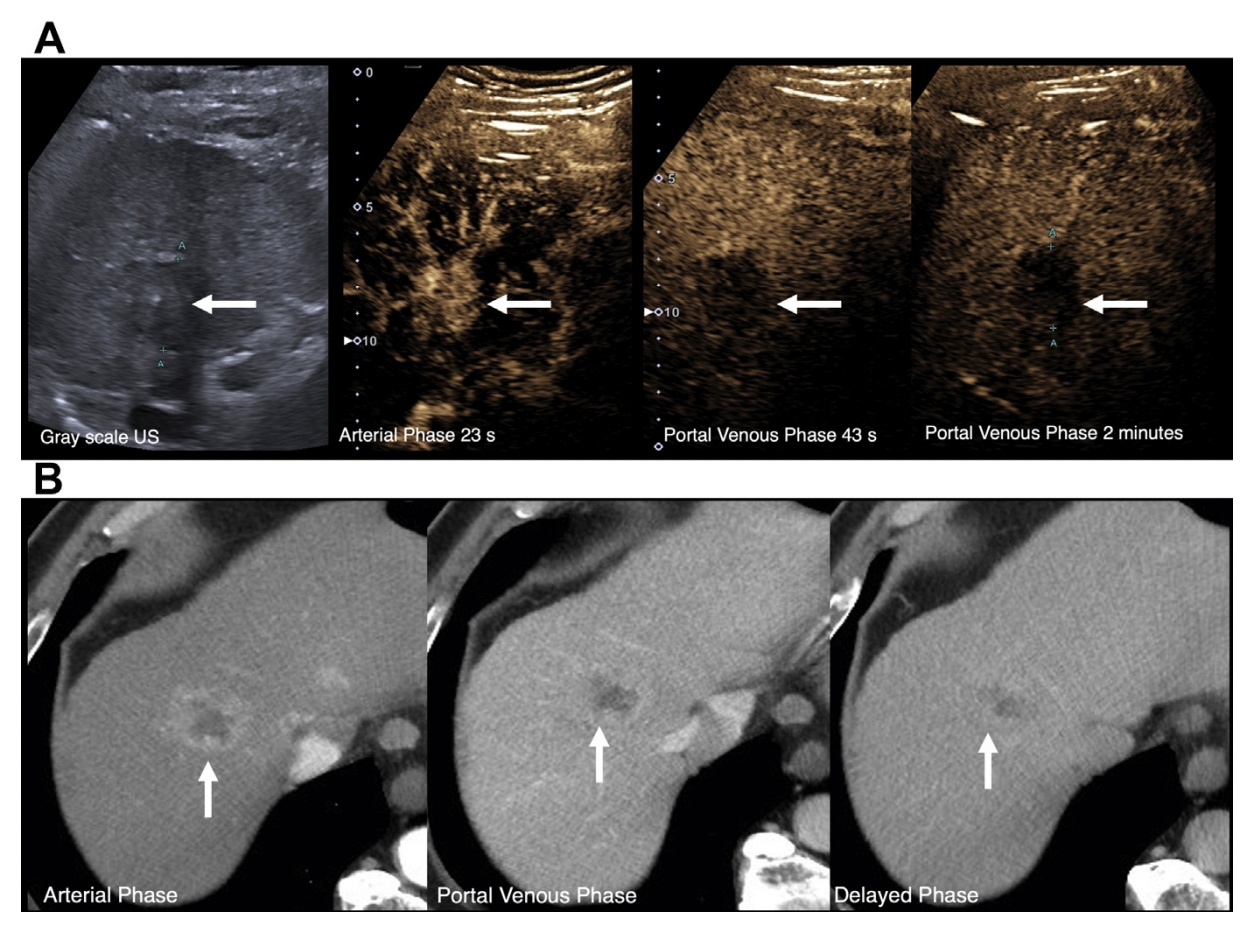 A
0
5
10
5
10
A
A
A
A
Gray scale US
Arterial Phase 23 s
Portal Venous Phase 43 s
Portal Venous Phase 2 minutes
B
Arterial Phase
Portal Venous Phase
Delayed Phase